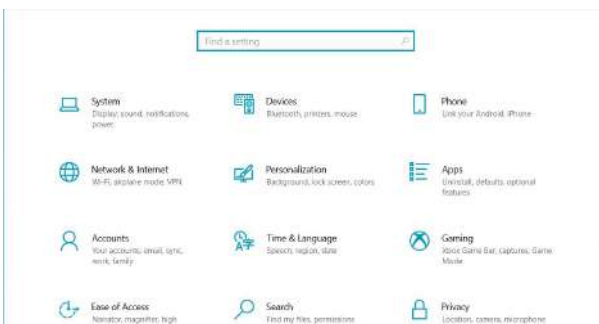 Find a setting
System
Display, sound, notifications,
power
Devices
Bluetooth, printers, mouse
Phone
Link your Android, iPhone
Network & Internet
Wi-Fi, airplane mode, VPN
Personalization
Background, lock screen, colors
Apps
Uninstall, defaults, optional
features
Accounts
Your accounts, email, sync,
work, family
Time & Language
Speech, region, date
Gaming
Xbox Game Bar, captures, Game
Mode
Ease of Access
Narrator, magnifier, high
Search
Find my files, permissions
Privacy
Location, camera, microphone